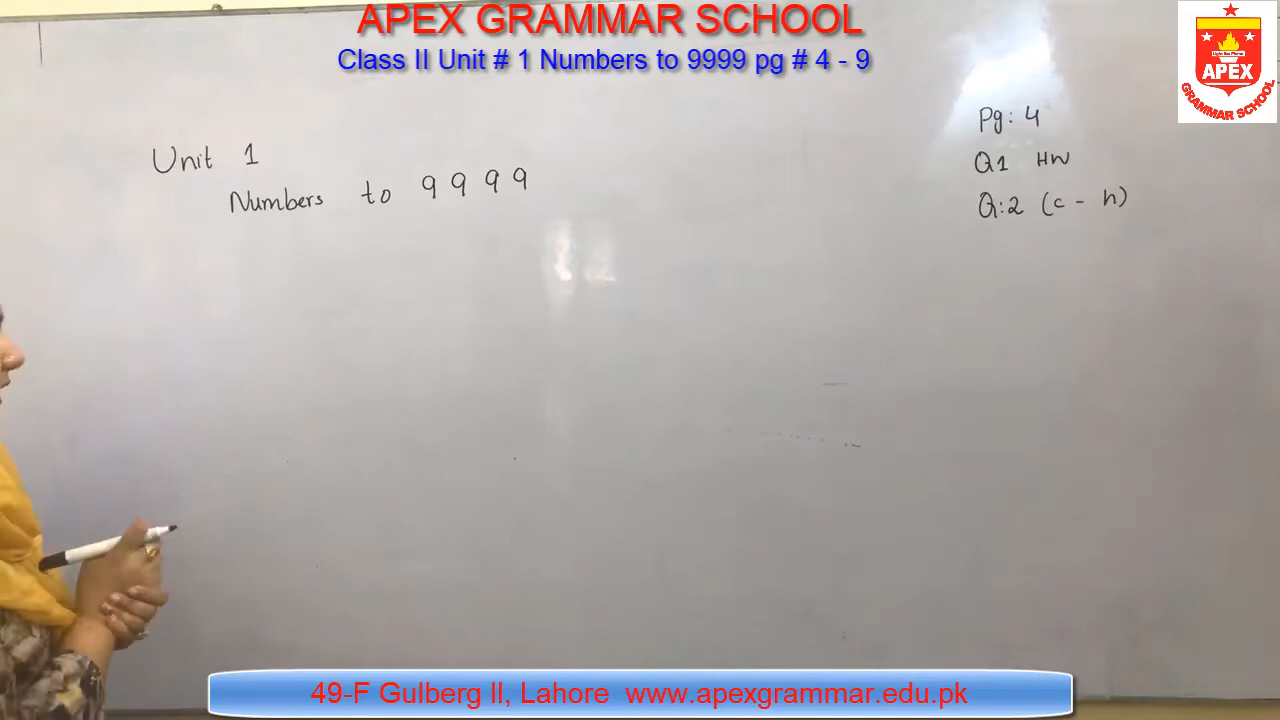 APEX GRAMMAR SCHOOL
Class II Unit # 1 Numbers to 9999 pg # 4 - 9
APEX
GRAMMAR SCHOOL
Unit 1
Numbers to 9999
Pg: 4
Q1 HW
Q:2 (c - h)
49-F Gulberg II, Lahore www.apexgrammar.edu.pk